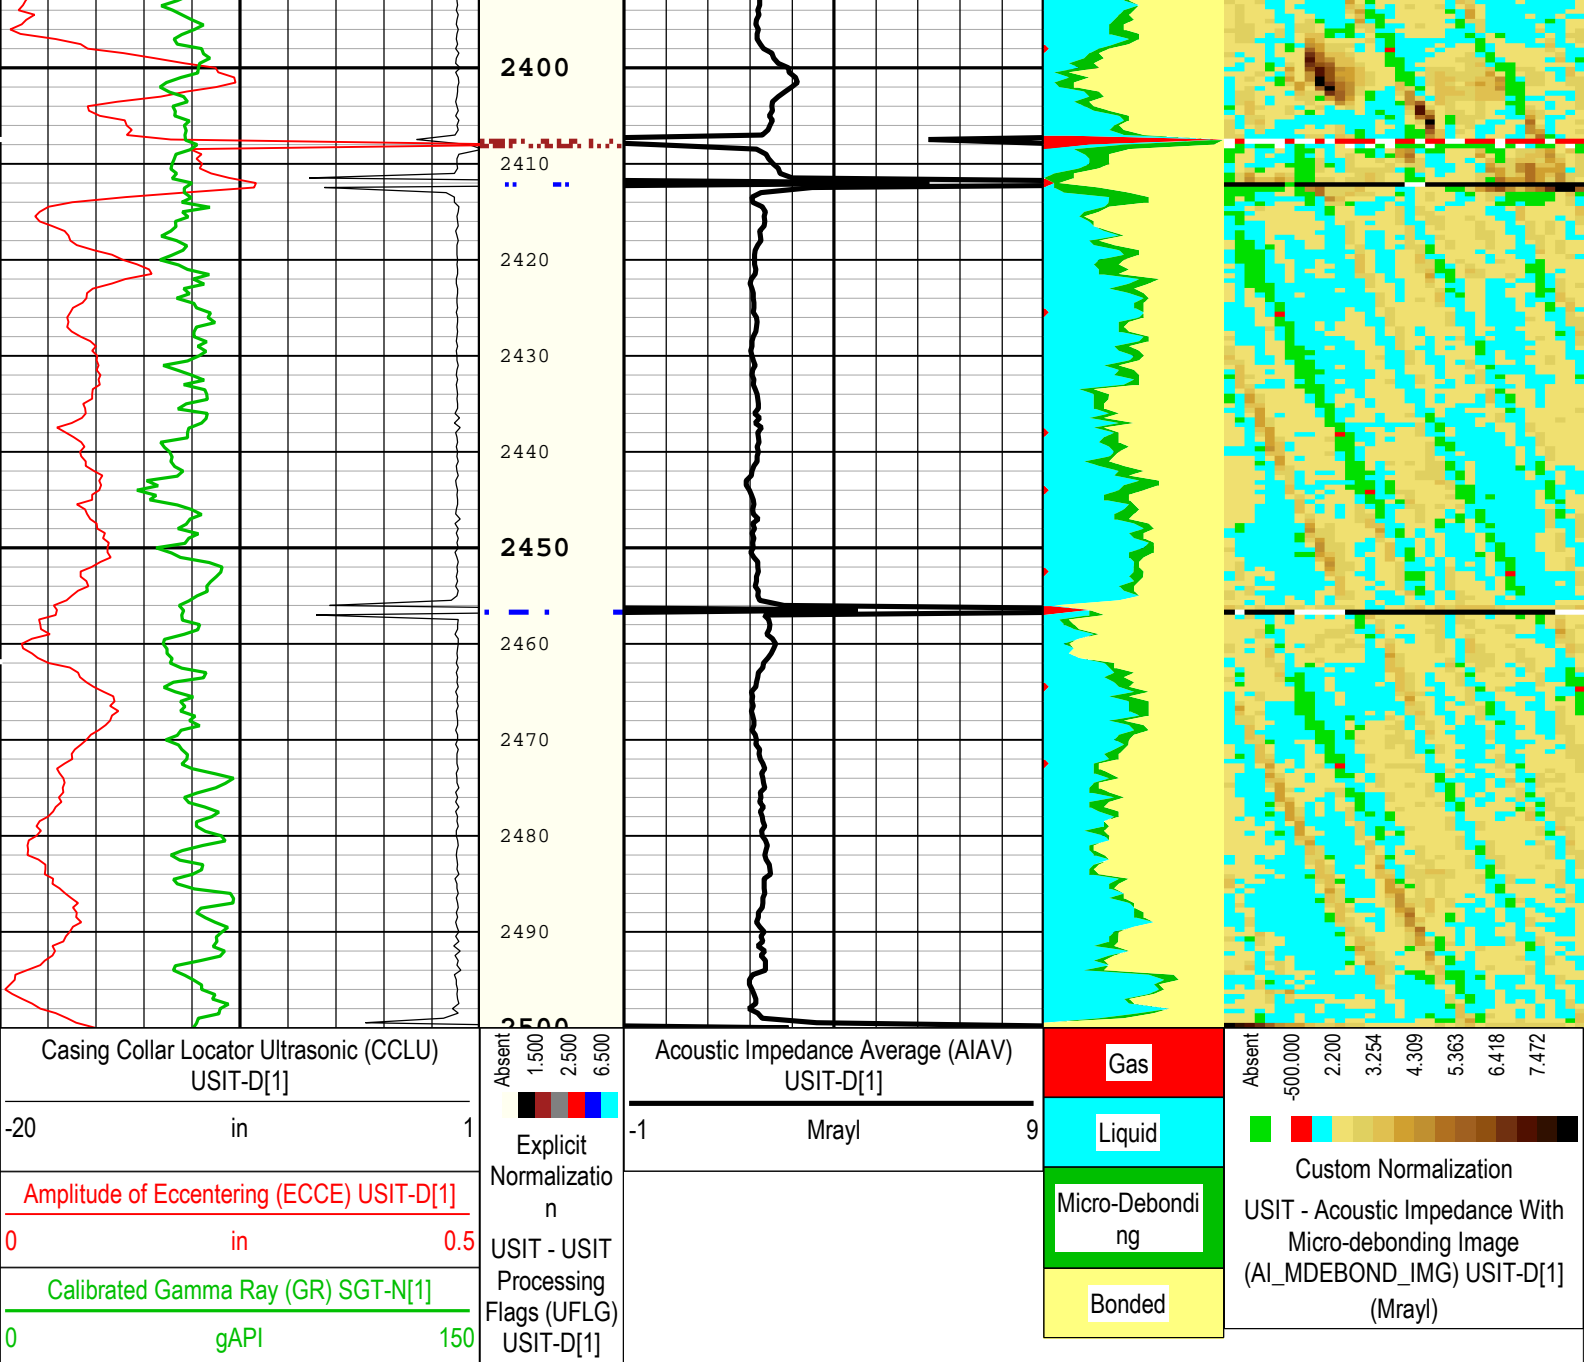 2400
2410
2420
2430
2440
2450
2460
2470
2480
2490
2500
Casing Collar Locator Ultrasonic (CCLU)
USIT-D[1]
-20 in 1
Amplitude of Eccentering (ECCE) USIT-D[1]
0 in 0.5
Calibrated Gamma Ray (GR) SGT-N[1]
0 gAPI 150
Absent
1.500
2.500
6.500
Explicit
Normalizatio
n
USIT - USIT
Processing
Flags (UFLG)
USIT-D[1]
Acoustic Impedance Average (AIAV)
USIT-D[1]
-1 Mrayl 9
Gas
Liquid
Micro-Debondi
ng
Bonded
Absent
-500.000
2.200
3.254
4.309
5.363
6.418
7.472
Custom Normalization
USIT - Acoustic Impedance With
Micro-debonding Image
(AI_MDEBOND_IMG) USIT-D[1]
(Mrayl)